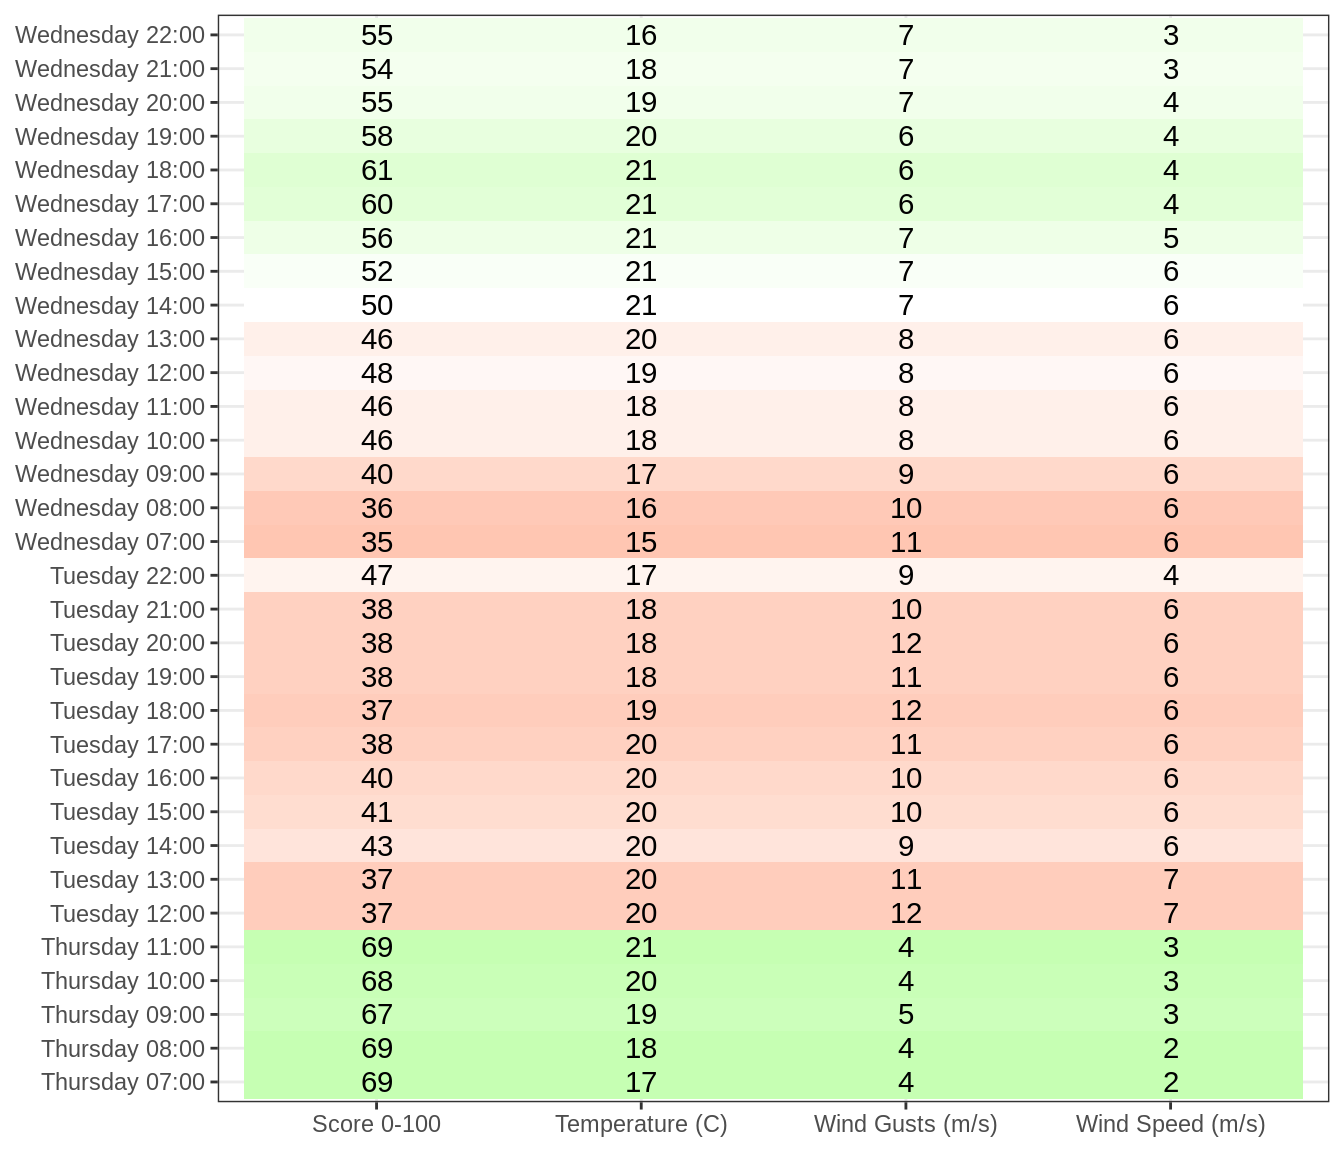 Wednesday 22:00 55 16 7 3
Wednesday 21:00 54 18 7 3
Wednesday 20:00 55 19 7 4
Wednesday 19:00 58 20 6 4
Wednesday 18:00 61 21 6 4
Wednesday 17:00 60 21 6 4
Wednesday 16:00 56 21 7 5
Wednesday 15:00 52 21 7 6
Wednesday 14:00 50 21 7 6
Wednesday 13:00 46 20 8 6
Wednesday 12:00 48 19 8 6
Wednesday 11:00 46 18 8 6
Wednesday 10:00 46 18 8 6
Wednesday 09:00 40 17 9 6
Wednesday 08:00 36 16 10 6
Wednesday 07:00 35 15 11 6
Tuesday 22:00 47 17 9 4
Tuesday 21:00 38 18 10 6
Tuesday 20:00 38 18 12 6
Tuesday 19:00 38 18 11 6
Tuesday 18:00 37 19 12 6
Tuesday 17:00 38 20 11 6
Tuesday 16:00 40 20 10 6
Tuesday 15:00 41 20 10 6
Tuesday 14:00 43 20 9 6
Tuesday 13:00 37 20 11 7
Tuesday 12:00 37 20 12 7
Thursday 11:00 69 21 4 3
Thursday 10:00 68 20 4 3
Thursday 09:00 67 19 5 3
Thursday 08:00 69 18 4 2
Thursday 07:00 69 17 4 2
Score 0-100 Temperature (C) Wind Gusts (m/s) Wind Speed (m/s)